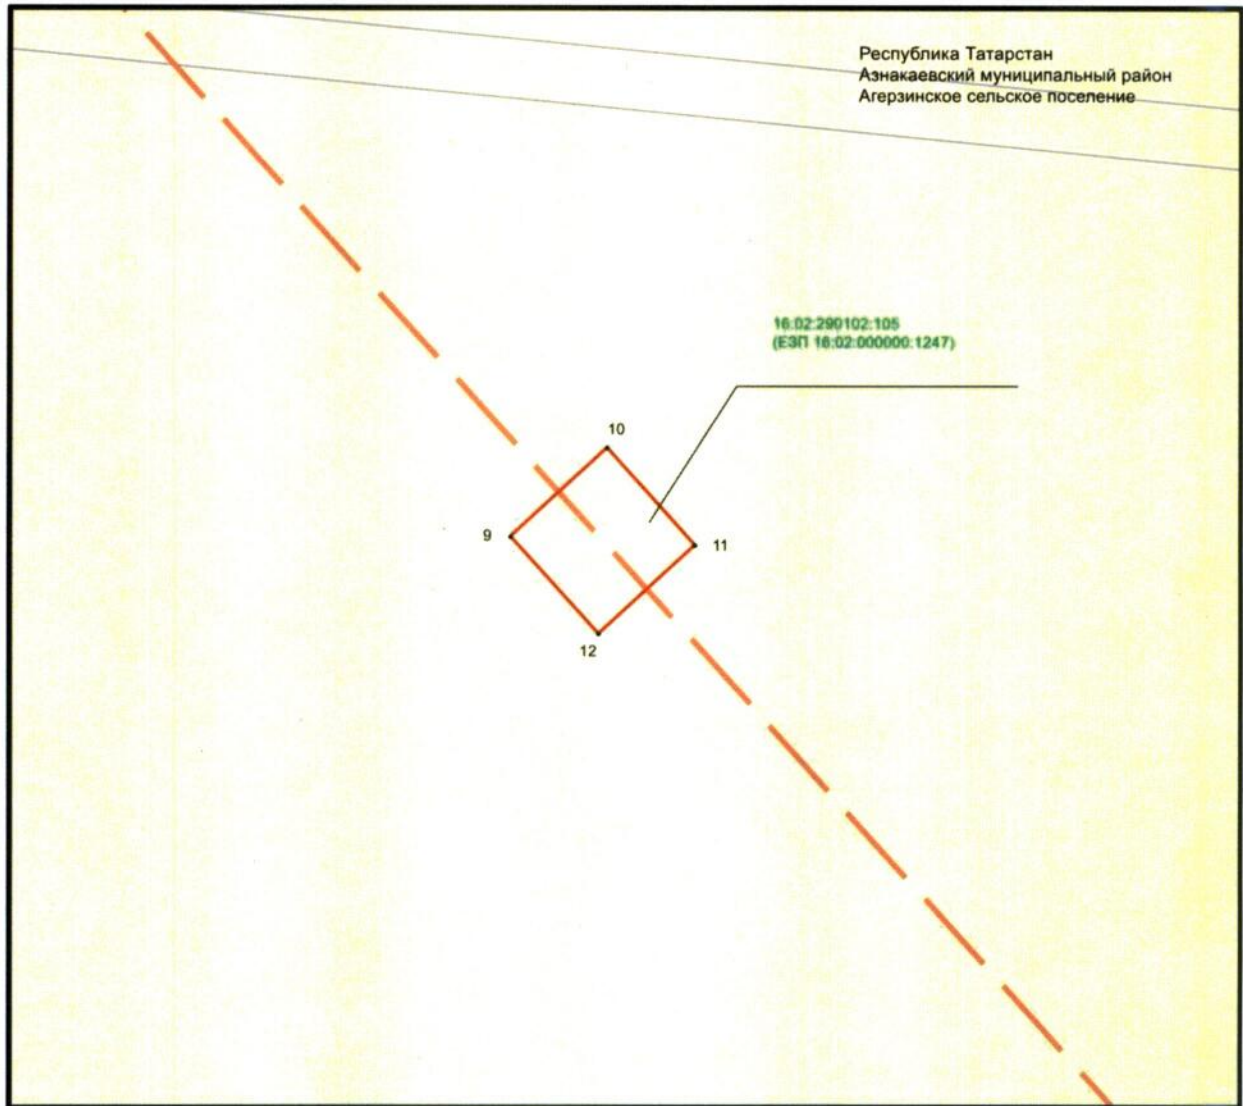 Республика Татарстан
Азнакаевский муниципальный район
Агерзинское сельское поселение
16:02:290102:105
(ЕЗП 16:02:000000:1247)
10
9
11
12